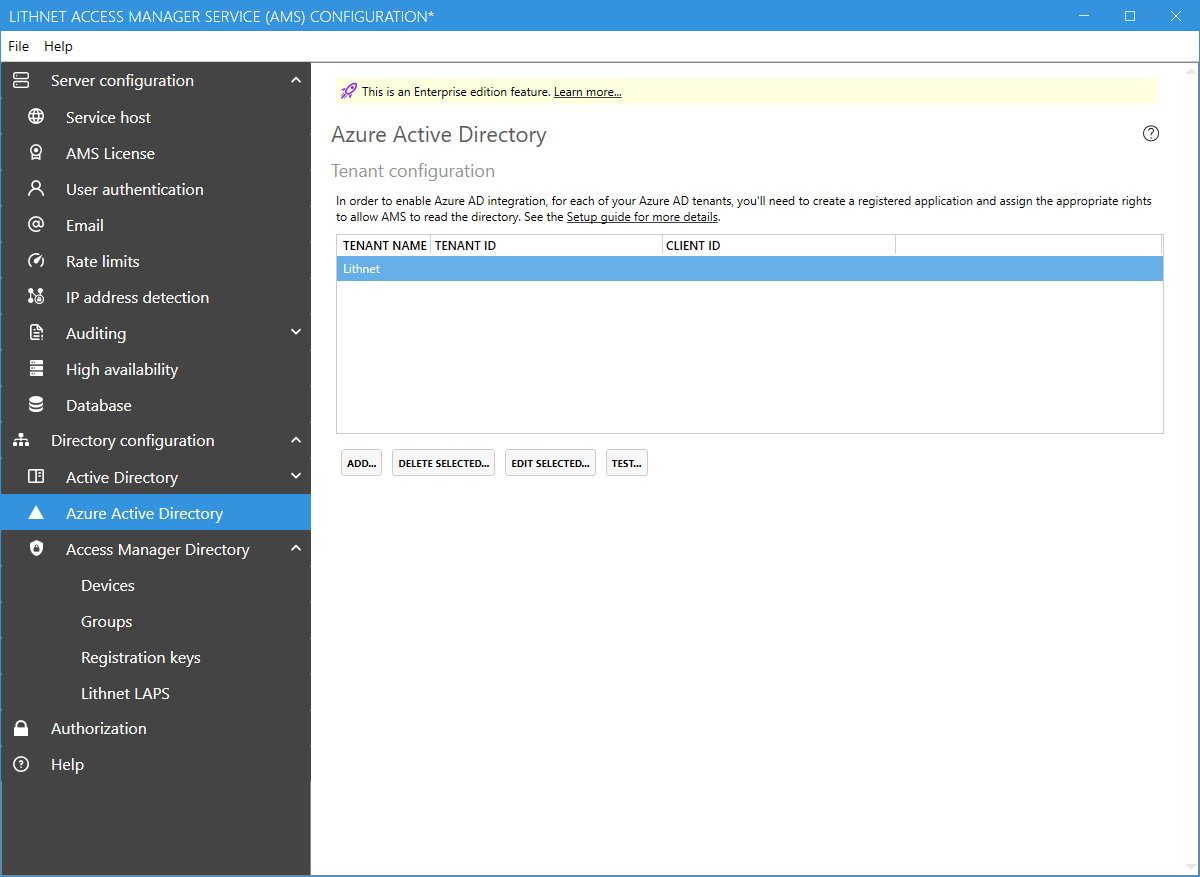 LITHNET ACCESS MANAGER SERVICE (AMS) CONFIGURATION*
File Help
Server configuration
Service host
AMS License
User authentication
Email
Rate limits
IP address detection
Auditing
High availability
Database
Directory configuration
Active Directory
Azure Active Directory
Access Manager Directory
Devices
Groups
Registration keys
Lithnet LAPS
Authorization
Help
This is an Enterprise edition feature. Learn more...
Azure Active Directory
Tenant configuration
In order to enable Azure AD integration, for each of your Azure AD tenants, you'll need to create a registered application and assign the appropriate rights
to allow AMS to read the directory. See the Setup guide for more details.
TENANT NAME TENANT ID CLIENT ID
Lithnet
ADD... DELETE SELECTED... EDIT SELECTED... TEST...